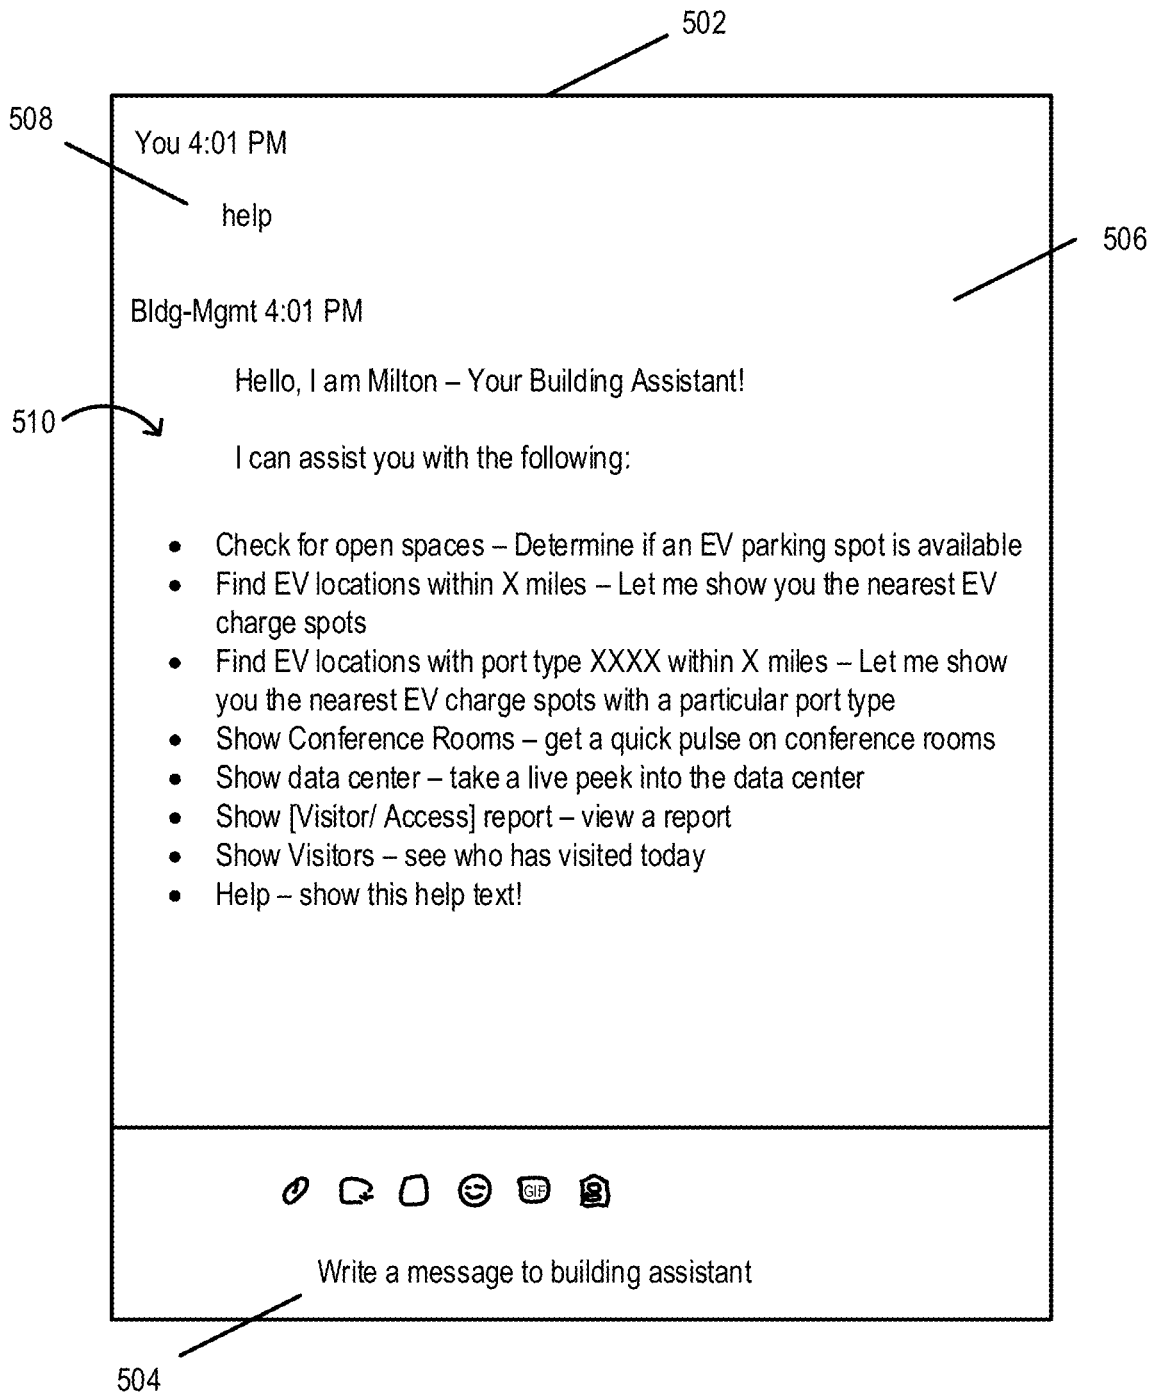 502
508
You 4:01 PM
help
506
Bldg-Mgmt 4:01 PM
Hello, I am Milton – Your Building Assistant!
510
I can assist you with the following:
• Check for open spaces – Determine if an EV parking spot is available
• Find EV locations within X miles – Let me show you the nearest EV
charge spots
• Find EV locations with port type XXXX within X miles – Let me show
you the nearest EV charge spots with a particular port type
• Show Conference Rooms – get a quick pulse on conference rooms
• Show data center – take a live peek into the data center
• Show [Visitor/ Access] report – view a report
• Show Visitors – see who has visited today
• Help – show this help text!
GIF
Write a message to building assistant
504